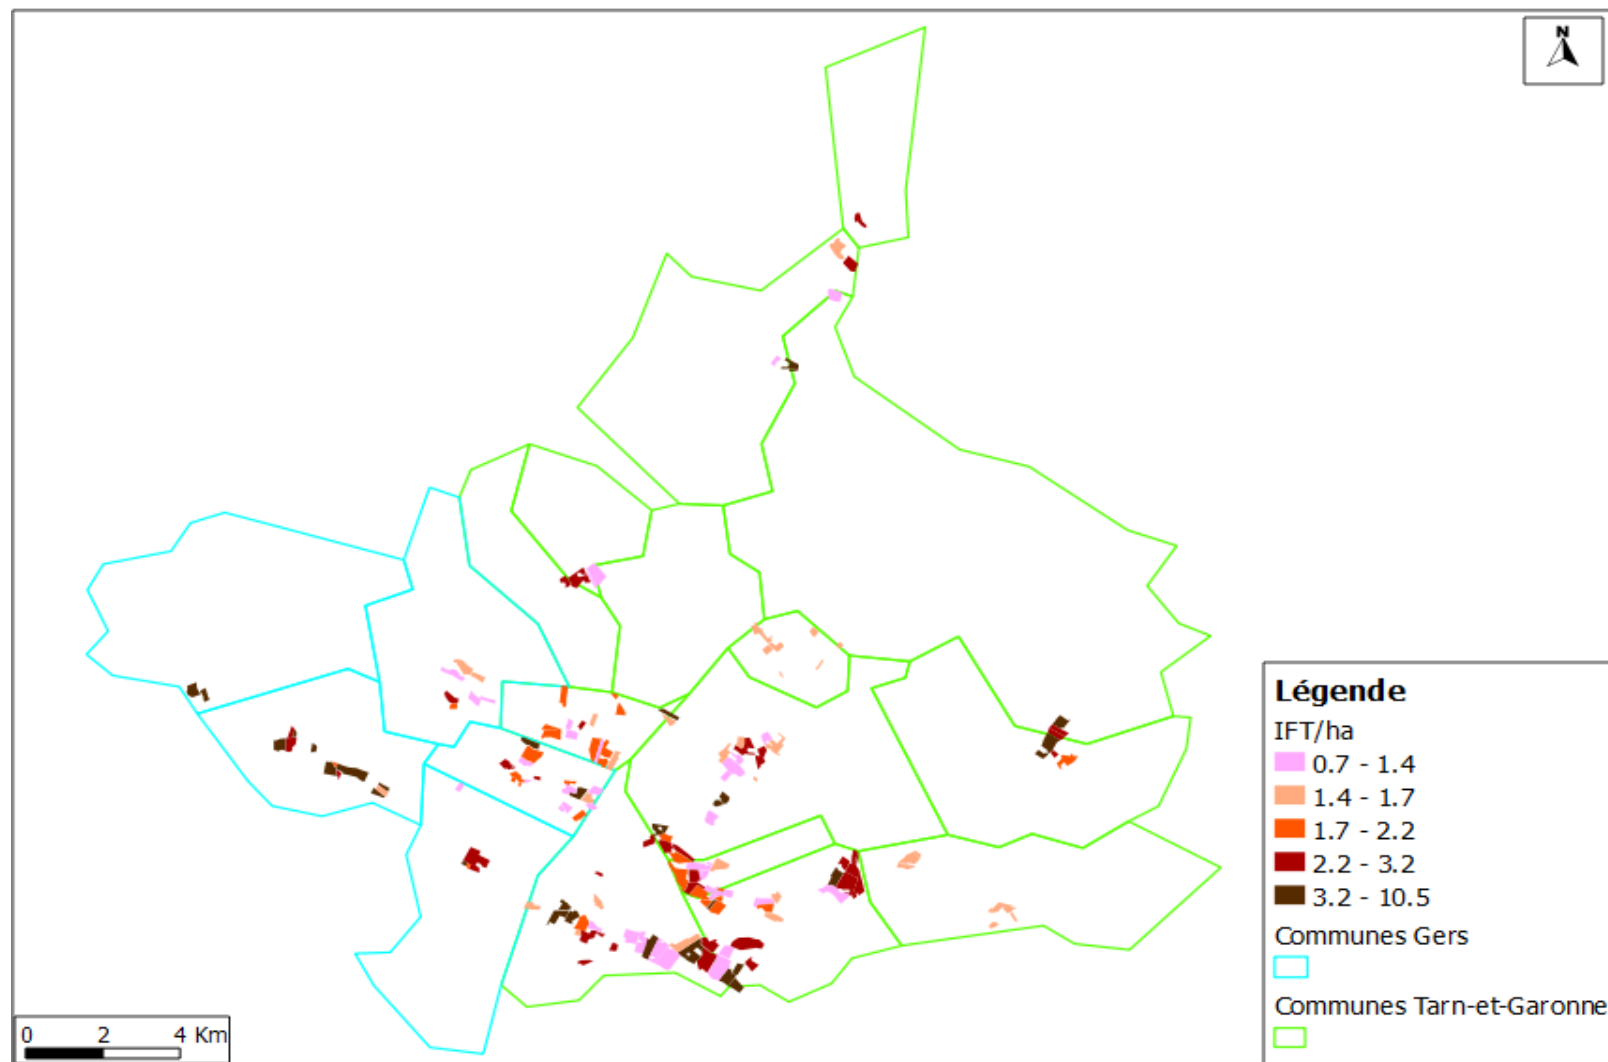 N
Légende
IFT/ha
0.7 - 1.4
1.4 - 1.7
1.7 - 2.2
2.2 - 3.2
3.2 - 10.5
Communes Gers
Communes Tarn-et-Garonne
0 2 4 Km